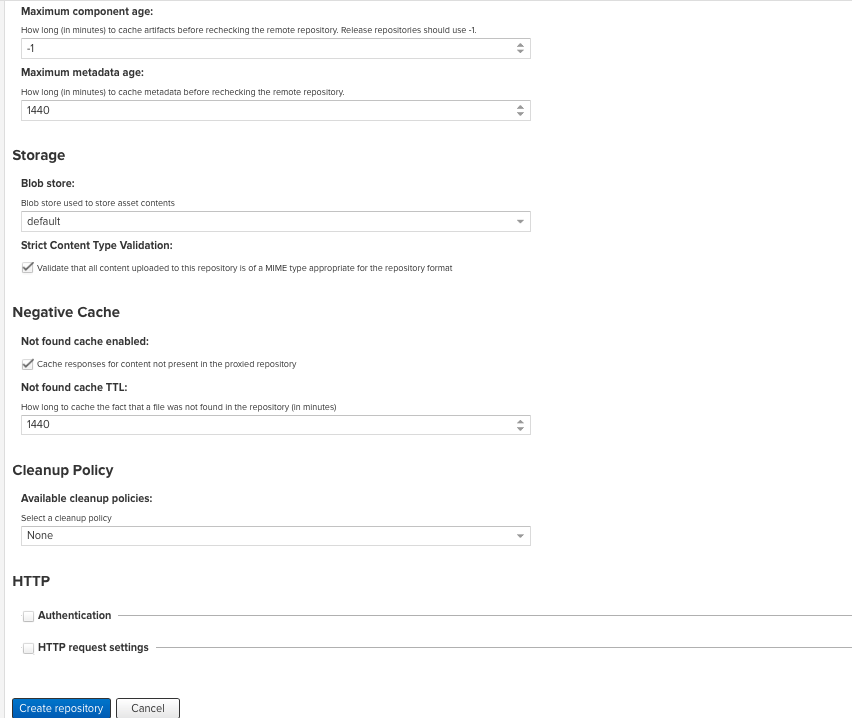 Maximum component age:
How long (in minutes) to cache artifacts before rechecking the remote repository. Release repositories should use -1.
-1
Maximum metadata age:
How long (in minutes) to cache metadata before rechecking the remote repository.
1440
Storage
Blob store:
Blob store used to store asset contents
default
Strict Content Type Validation:
Validate that all content uploaded to this repository is of a MIME type appropriate for the repository format
Negative Cache
Not found cache enabled:
Cache responses for content not present in the proxied repository
Not found cache TTL:
How long to cache the fact that a file was not found in the repository (in minutes)
1440
Cleanup Policy
Available cleanup policies:
Select a cleanup policy
None
HTTP
Authentication
HTTP request settings
Create repository Cancel